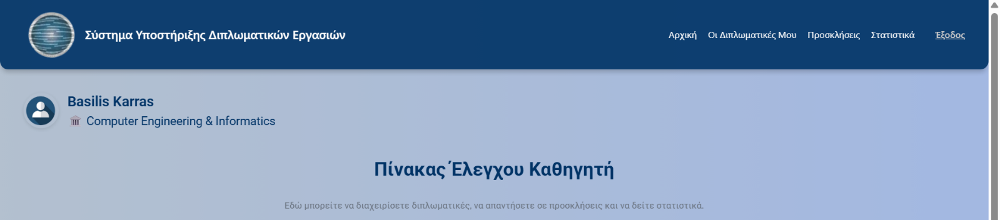 Σύστημα Υποστήριξης Διπλωματικών Εργασιών
Αρχική Οι Διπλωματικές Μου Προσκλήσεις Στατιστικά Έξοδος
Basilis Karras
Computer Engineering & Informatics
Πίνακας Έλεγχου Καθηγητή
Εδώ μπορείτε να διαχειρίσετε διπλωματικές, να απαντήσετε σε προσκλήσεις και να δείτε στατιστικά.